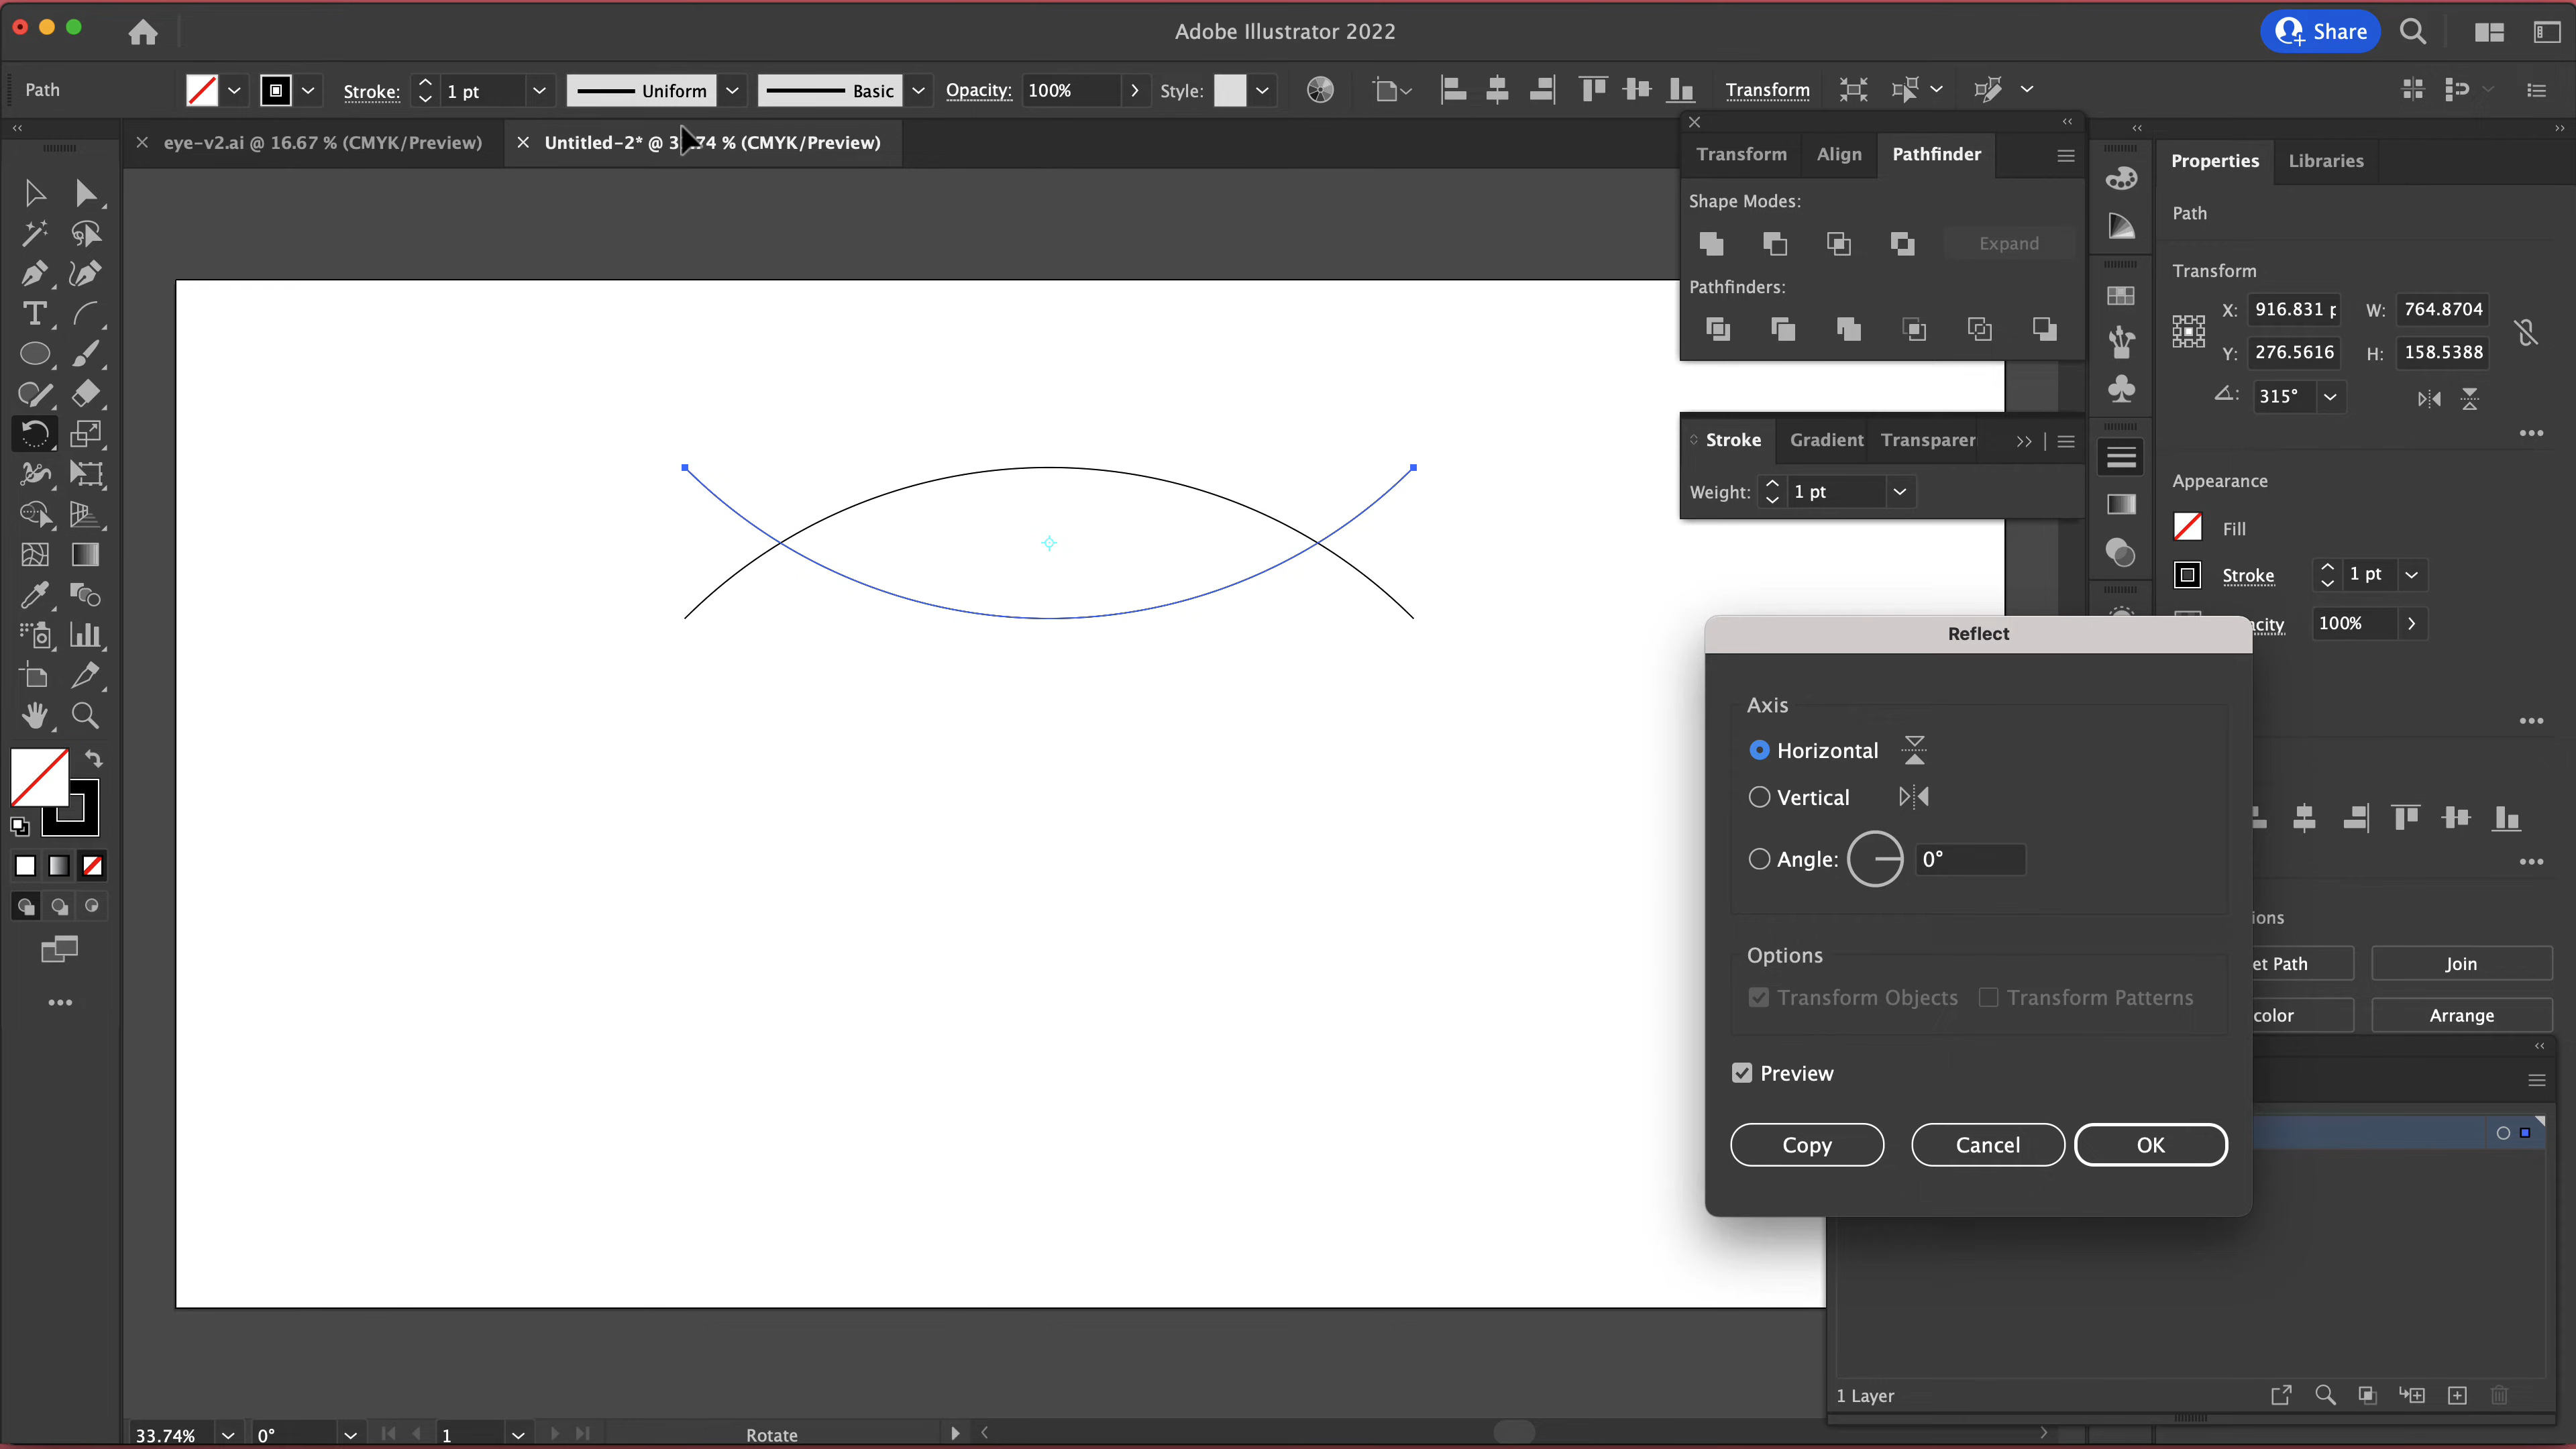 Adobe Illustrator 2022
Share
Path
Stroke: 1 pt Uniform Basic Opacity: 100% Style: Transform
eye-v2.ai @ 16.67 % (CMYK/Preview)
Untitled-2* @ 3 .74 % (CMYK/Preview)
Transform Align Pathfinder
Shape Modes:
Expand
Pathfinders:
Stroke Gradient Transparer
Weight: 1 pt
Properties Libraries
Path
Transform
X: 916.831 p W: 764.8704
Y: 276.5616 H: 158.5388
315°
Appearance
Fill
Stroke 1 pt
acity 100%
Reflect
Axis
Horizontal
Vertical
Angle: 0°
Options
Transform Objects Transform Patterns
Preview
Copy Cancel OK
ions
et Path Join
color Arrange
1 Layer
33.74% 0° 1 Rotate